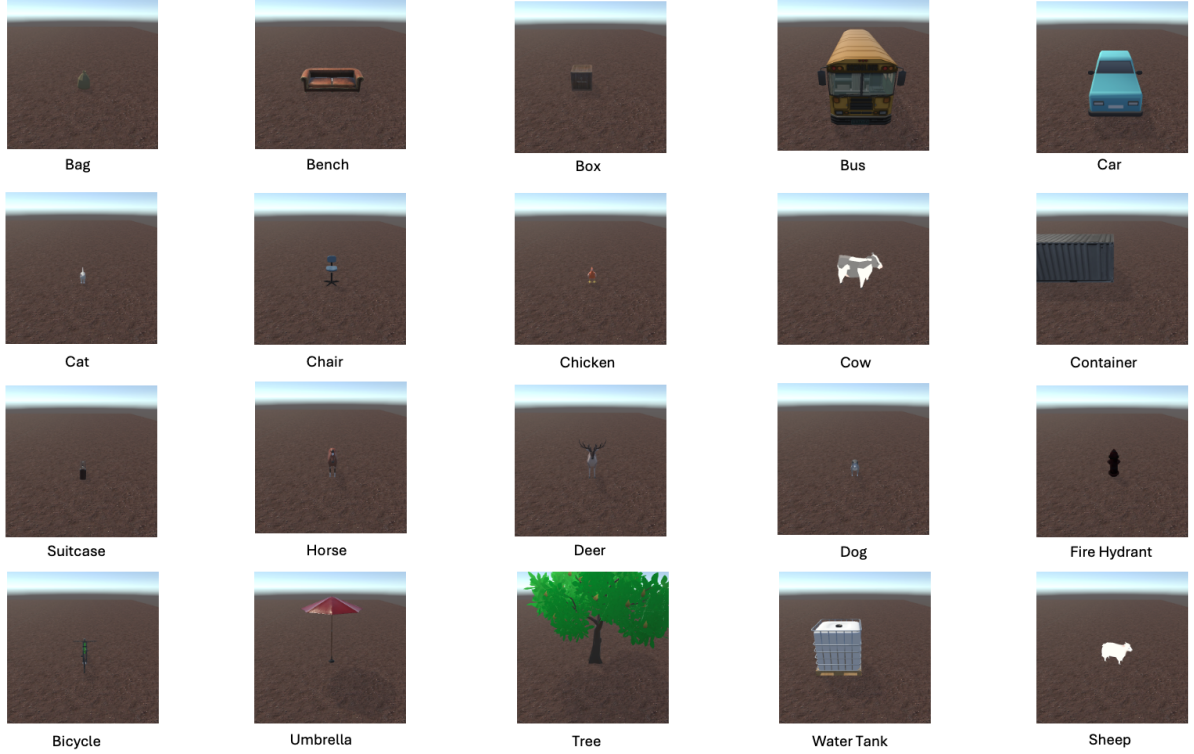 Bag
Bench
Box
Bus
Car
Cat
Chair
Chicken
Cow
Container
Suitcase
Horse
Deer
Dog
Fire Hydrant
Bicycle
Umbrella
Tree
Water Tank
Sheep